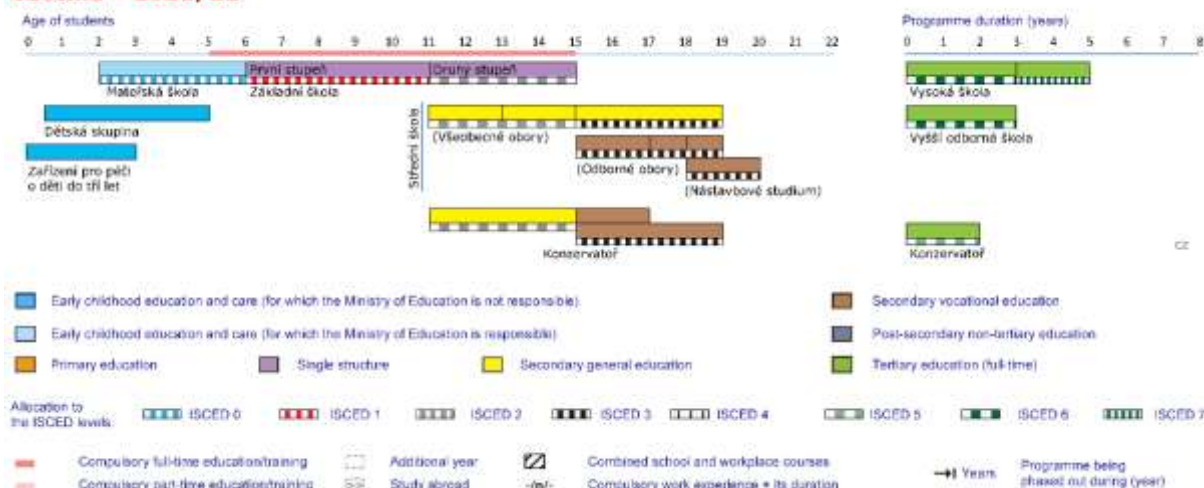 Age of students
Programme duration (years)
0 1 2 3 4 5 6 7 8 9 10 11 12 13 14 15 16 17 18 19 20 21 22
0 1 2 3 4 5 6 7 8
První stupeň
Druhý stupeň
Mateřská škola
Základní škola
Vysoká škola
Dětská skupina
Střední škola
(Všeobecné obory)
Vyšší odborná škola
Zařízení pro péči
o děti do tří let
(Odborné obory)
(Nástavbové studium)
Konzervatoř
Konzervatoř
CZ
Early childhood education and care (for which the Ministry of Education is not responsible)
Secondary vocational education
Early childhood education and care (for which the Ministry of Education is responsible)
Post-secondary non-tertiary education
Primary education
Single structure
Secondary general education
Tertiary education (full-time)
Allocation to
the ISCED levels:
ISCED 0
ISCED 1
ISCED 2
ISCED 3
ISCED 4
ISCED 5
ISCED 6
ISCED 7
Compulsory full-time education/training
Additional year
Combined school and workplace courses
Years
Programme being
phased out during (year)
Compulsory part-time education/training
Study abroad
-/n/-
Compulsory work experience + its duration